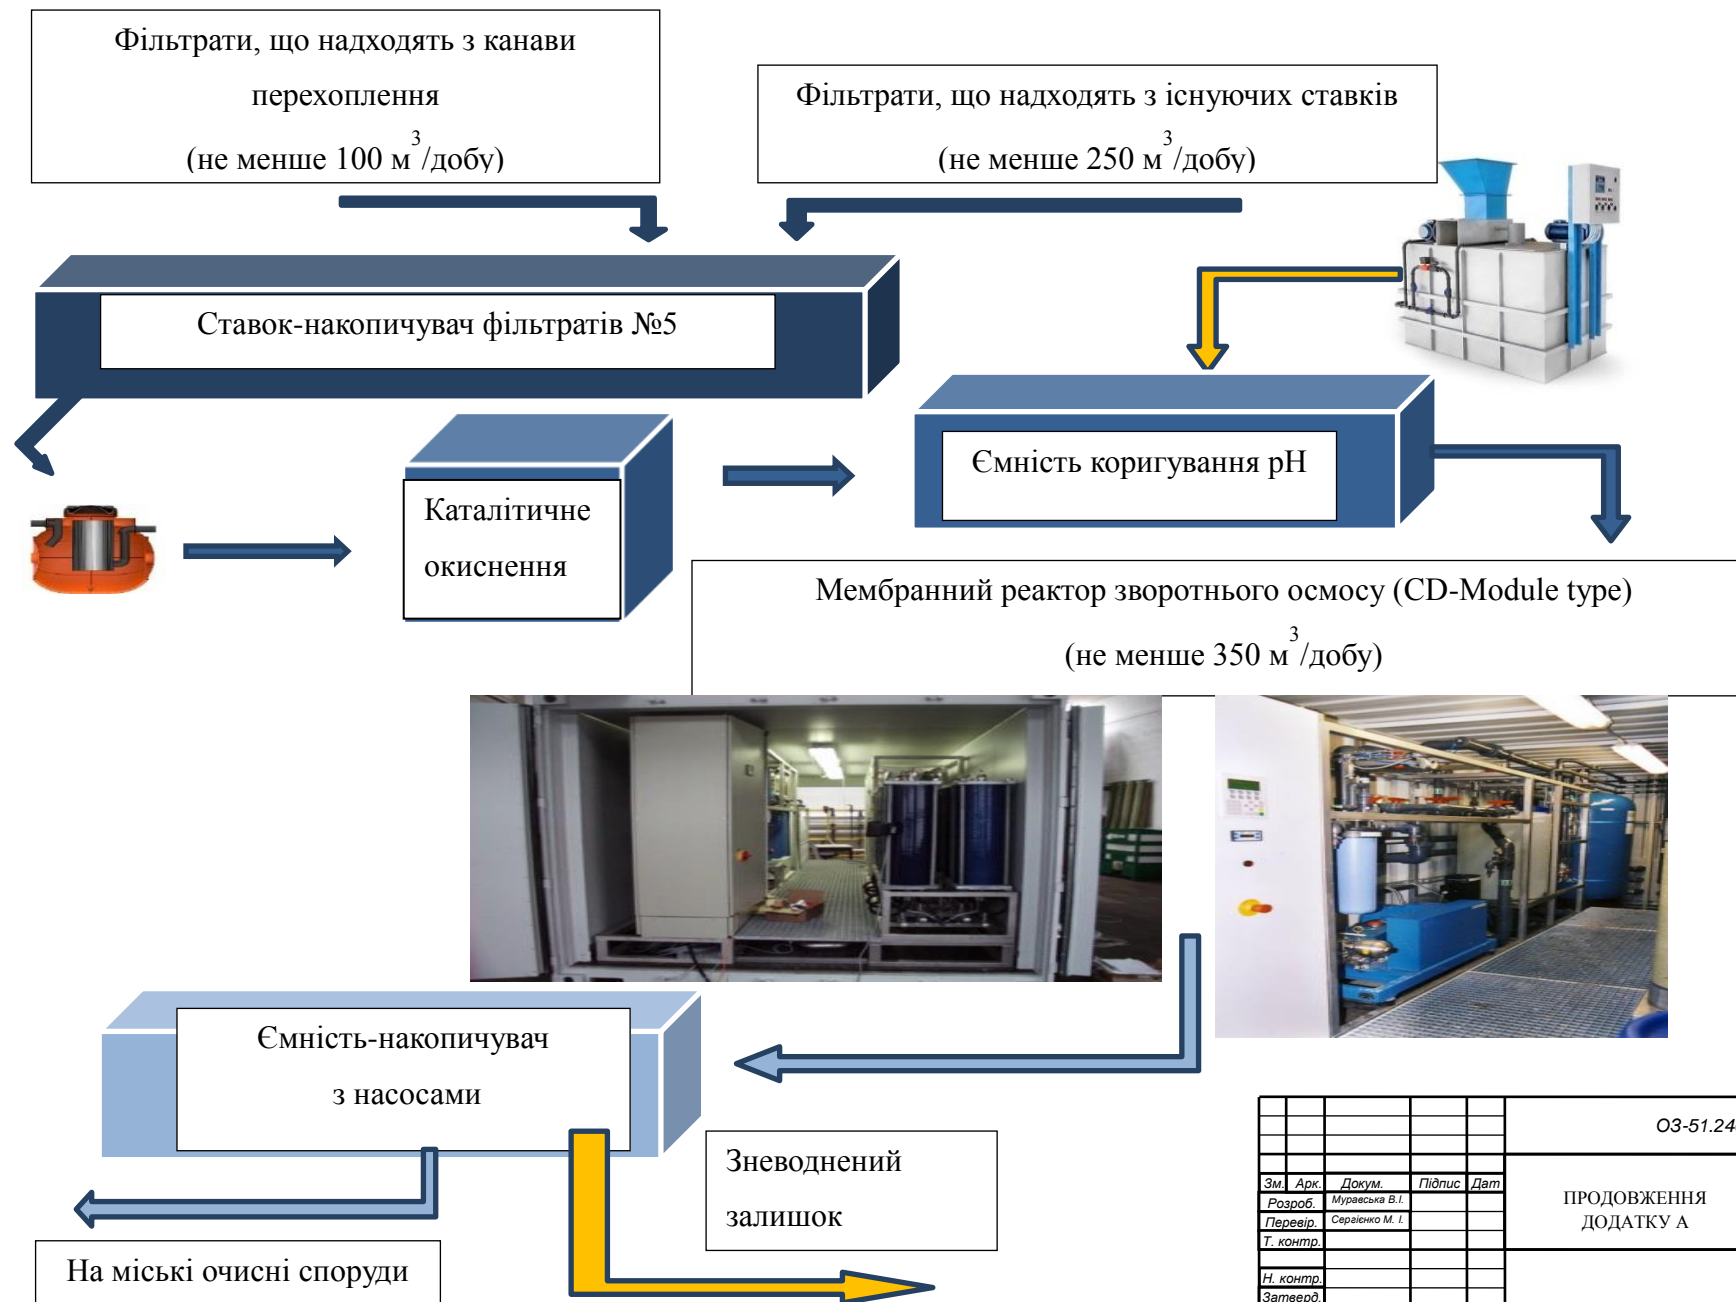 Фільтрати, що надходять з канави
перехоплення
(не менше 100 м³/добу)
Фільтрати, що надходять з існуючих ставків
(не менше 250 м³/добу)
Ставок-накопичувач фільтратів №5
Ємність коригування рН
Каталітичне
окиснення
Мембранний реактор зворотнього осмосу (CD-Module type)
(не менше 350 м³/добу)
Ємність-накопичувач
з насосами
Зневоднений
залишок
На міські очисні споруди
ОЗ-51.24
Зм. Арк. Докум. Підпис Дат
Розроб. Муравська В.І.
Перевір. Сергієнко М. І.
Т. контр.
Н. контр.
Затверд.
ПРОДОВЖЕННЯ
ДОДАТКУ А